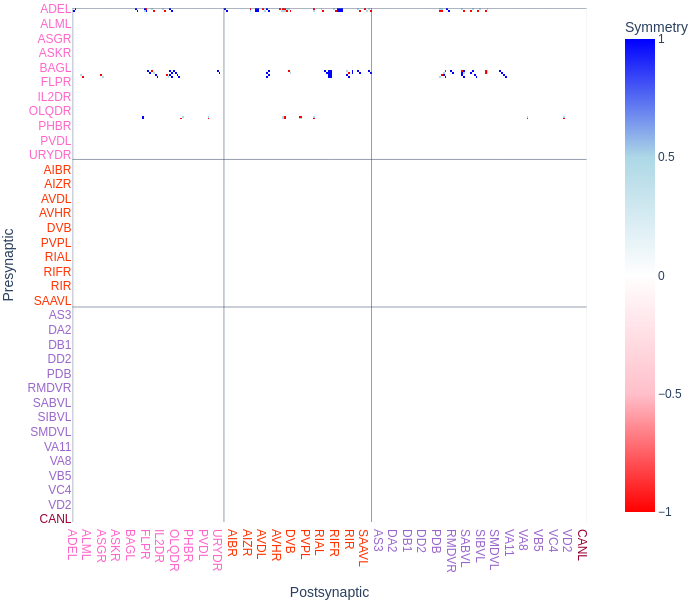 Symmetry
1
0.5
0
−0.5
−1
Presynaptic
ADEL
ALML
ASGR
ASKR
BAGL
FLPR
IL2DR
OLQDR
PHBR
PVDL
URYDR
AIBR
AIZR
AVDL
AVHR
DVB
PVPL
RIAL
RIFR
RIR
SAAVL
AS3
DA2
DB1
DD2
PDB
RMDVR
SABVL
SIBVL
SMDVL
VA11
VA8
VB5
VC4
VD2
CANL
ADEL
ALML
ASGR
ASKR
BAGL
FLPR
IL2DR
OLQDR
PHBR
PVDL
URYDR
AIBR
AIZR
AVDL
AVHR
DVB
PVPL
RIAL
RIFR
RIR
SAAVL
AS3
DA2
DB1
DD2
PDB
RMDVR
SABVL
SIBVL
SMDVL
VA11
VA8
VB5
VC4
VD2
CANL
Postsynaptic